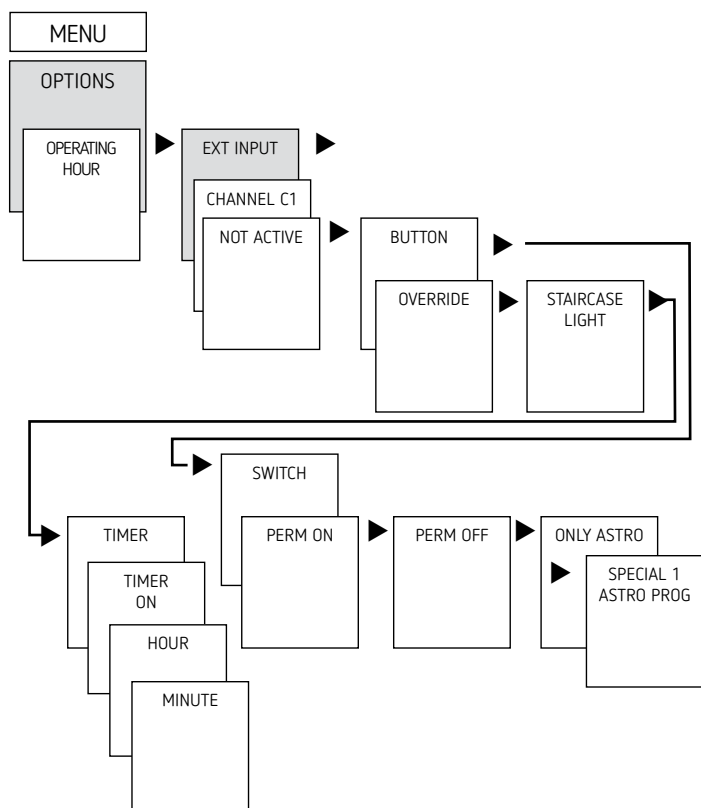 MENU
OPTIONS
OPERATING
HOUR
EXT INPUT
CHANNEL C1
NOT ACTIVE
BUTTON
OVERRIDE
STAIRCASE
LIGHT
SWITCH
PERM ON
PERM OFF
ONLY ASTRO
SPECIAL 1
ASTRO PROG
TIMER
TIMER
ON
HOUR
MINUTE